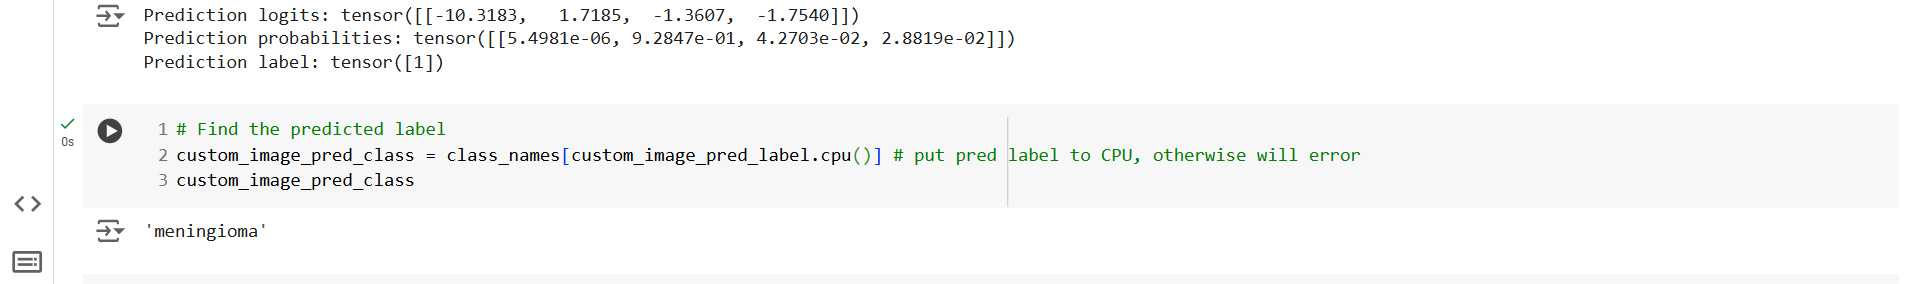 Prediction logits: tensor([[-10.3183,   1.7185,  -1.3607,  -1.7540]])
Prediction probabilities: tensor([[5.4981e-06, 9.2847e-01, 4.2703e-02, 2.8819e-02]])
Prediction label: tensor([1])
1 # Find the predicted label
0s
2 custom_image_pred_class = class_names[custom_image_pred_label.cpu()] # put pred label to CPU, otherwise will error
3 custom_image_pred_class
'meningioma'